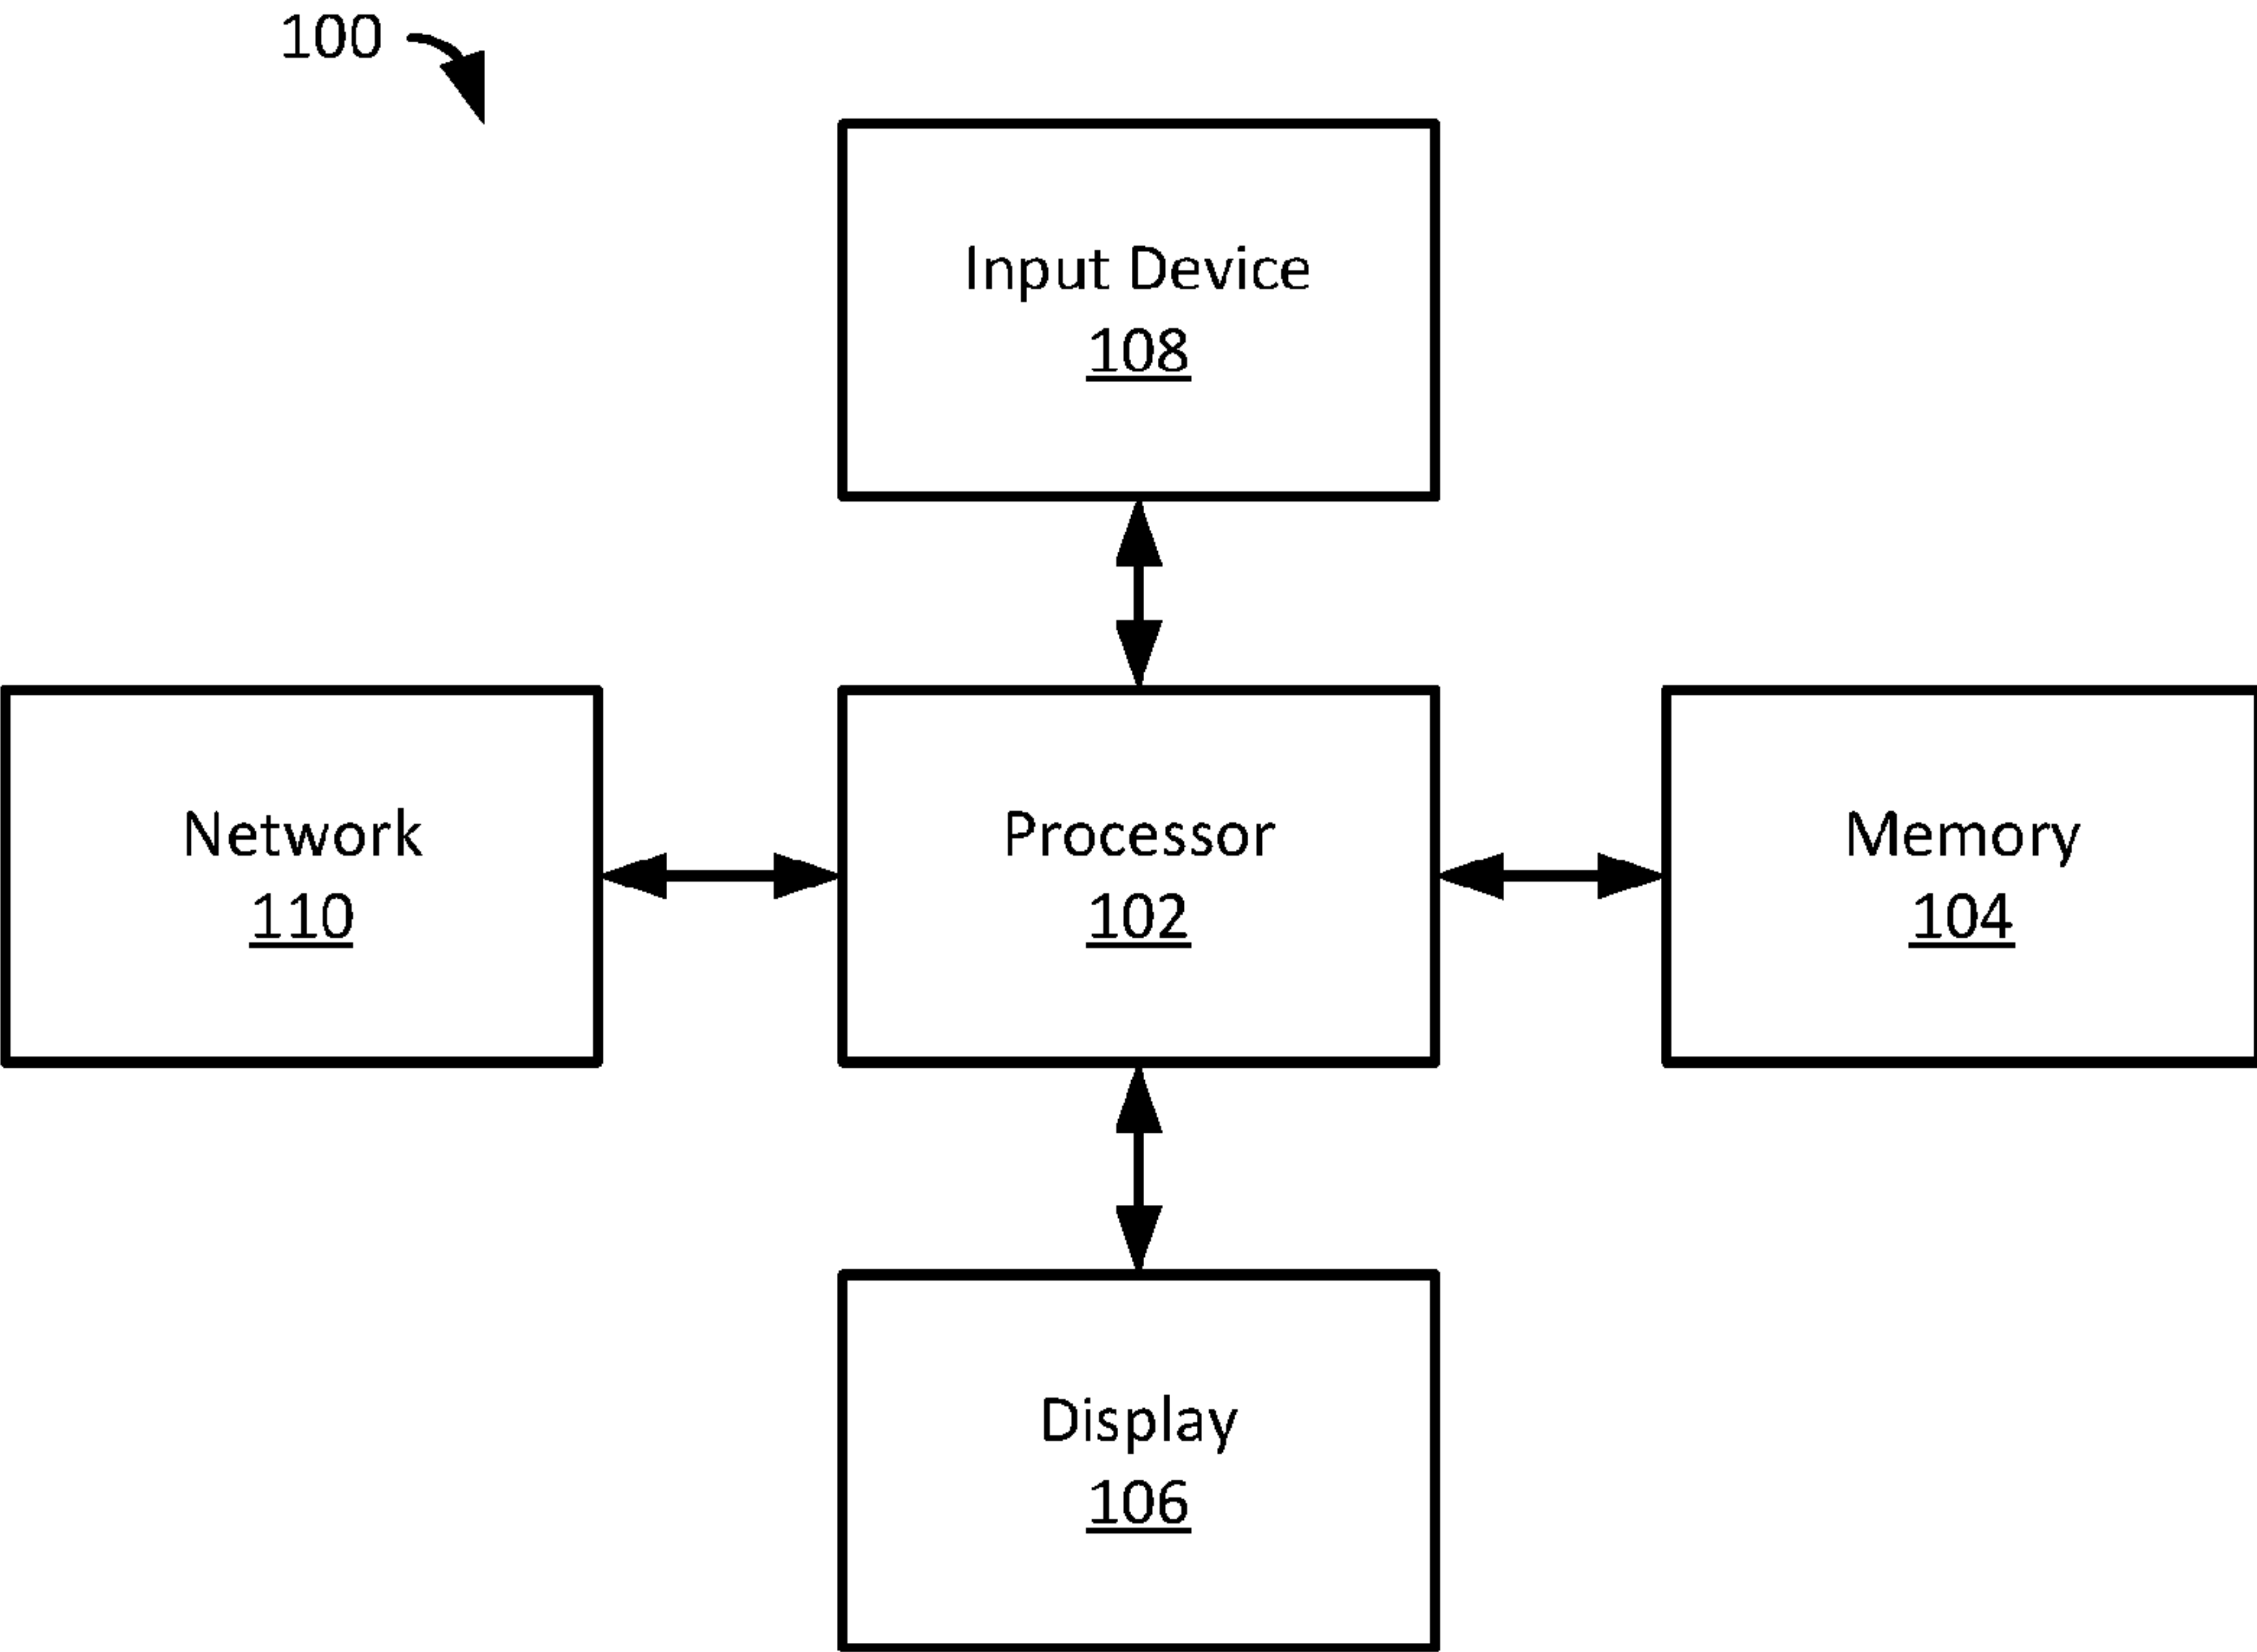 100
Input Device
108
Network
110
Processor
102
Memory
104
Display
106